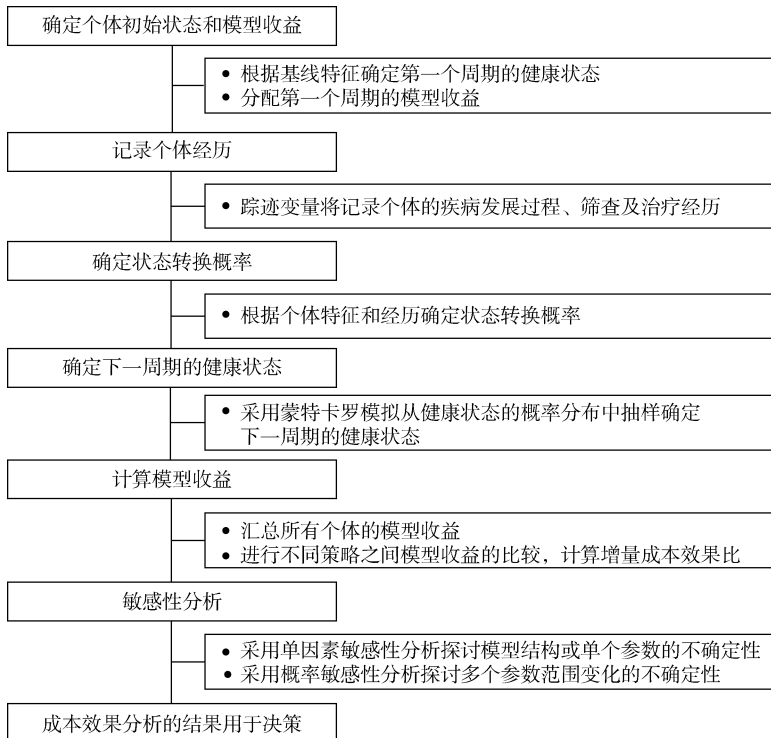 确定个体初始状态和模型收益
• 根据基线特征确定第一个周期的健康状态
• 分配第一个周期的模型收益
记录个体经历
• 踪迹变量将记录个体的疾病发展过程、筛查及治疗经历
确定状态转换概率
• 根据个体特征和经历确定状态转换概率
确定下一周期的健康状态
• 采用蒙特卡罗模拟从健康状态的概率分布中抽样确定
下一周期的健康状态
计算模型收益
• 汇总所有个体的模型收益
• 进行不同策略之间模型收益的比较，计算增量成本效果比
敏感性分析
• 采用单因素敏感性分析探讨模型结构或单个参数的不确定性
• 采用概率敏感性分析探讨多个参数范围变化的不确定性
成本效果分析的结果用于决策